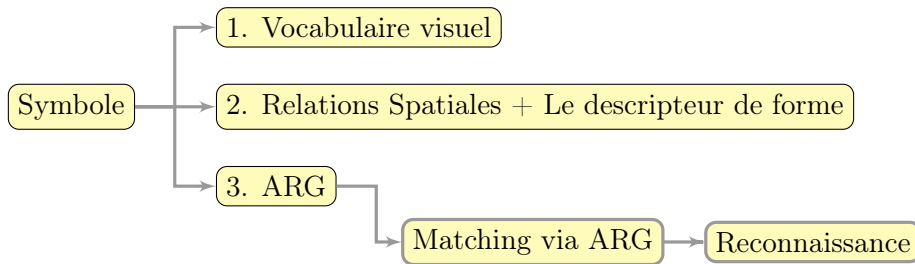 1. Vocabulaire visuel
Symbole
2. Relations Spatiales + Le descripteur de forme
3. ARG
Matching via ARG
Reconnaissance